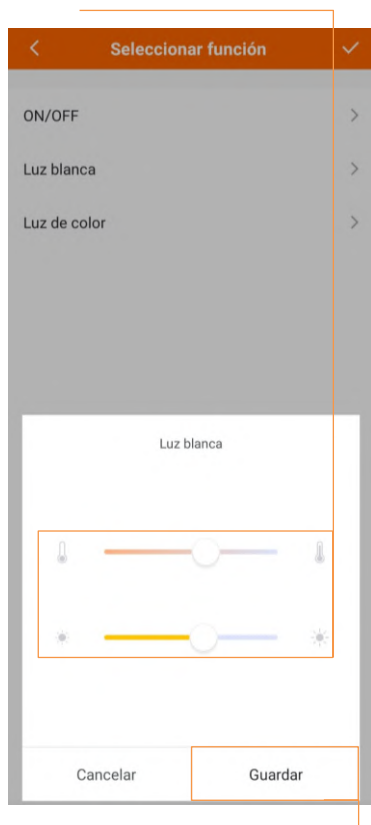 Seleccionar función
ON/OFF
Luz blanca
Luz de color
Luz blanca
Cancelar
Guardar